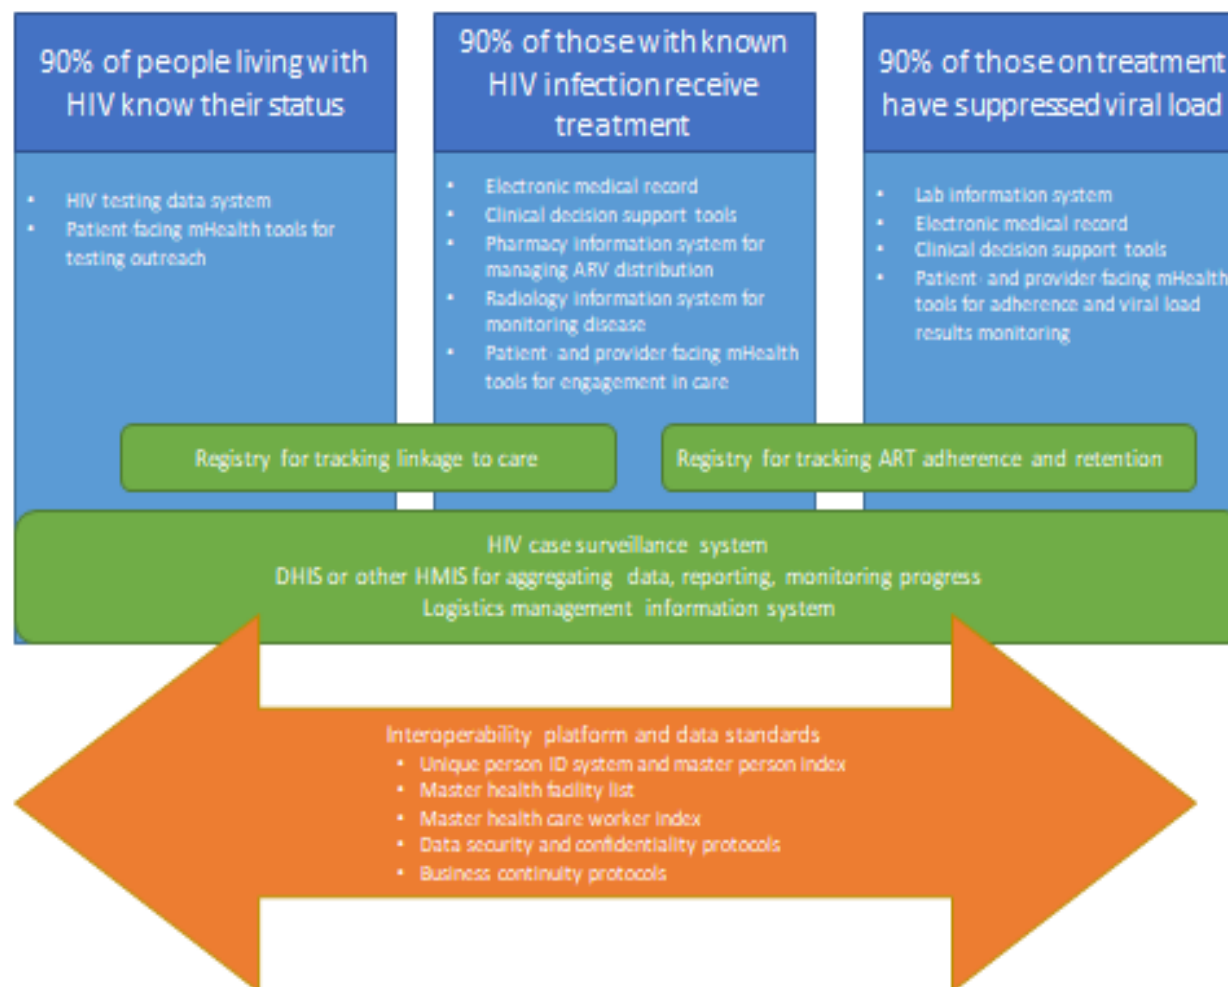 90% of people living with
HIV know their status
90% of those with known
HIV infection receive
treatment
90% of those on treatment
have suppressed viral load
• HIV testing data system
• Patient-facing mHealth tools for
testing outreach
• Electronic medical record
• Clinical decision support tools
• Pharmacy information system for
managing ARV distribution
• Radiology information system for
monitoring disease
• Patient- and provider-facing mHealth
tools for engagement in care
• Lab information system
• Electronic medical record
• Clinical decision support tools
• Patient- and provider-facing mHealth
tools for adherence and viral load
results monitoring
Registry for tracking linkage to care
Registry for tracking ART adherence and retention
HIV case surveillance system
DHIS or other HMIS for aggregating data, reporting, monitoring progress
Logistics management information system
Interoperability platform and data standards
• Unique person ID system and master person index
• Master health facility list
• Master health care worker index
• Data security and confidentiality protocols
• Business continuity protocols